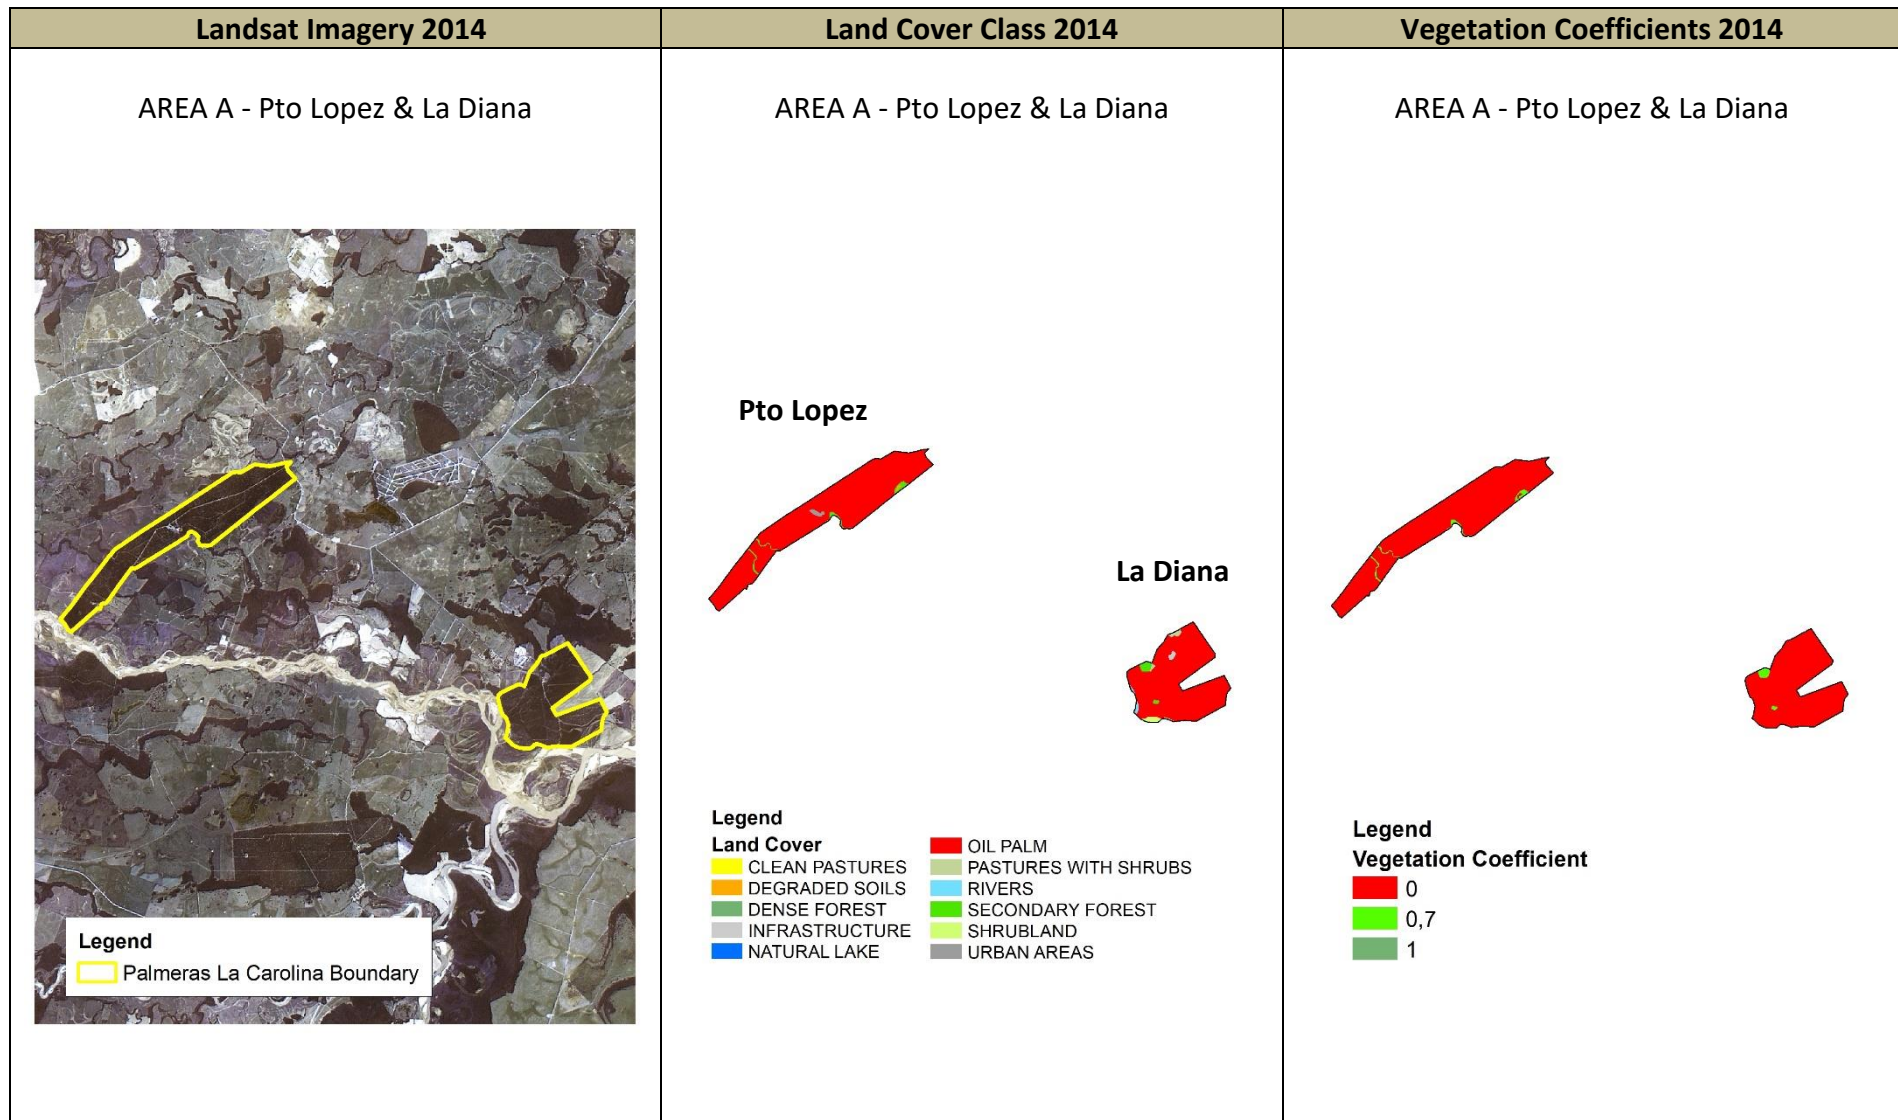 Landsat Imagery 2014
Land Cover Class 2014
Vegetation Coefficients 2014
AREA A - Pto Lopez & La Diana
AREA A - Pto Lopez & La Diana
AREA A - Pto Lopez & La Diana
Legend
Palmeras La Carolina Boundary
Pto Lopez
La Diana
Legend
Land Cover
CLEAN PASTURES
DEGRADED SOILS
DENSE FOREST
INFRASTRUCTURE
NATURAL LAKE
OIL PALM
PASTURES WITH SHRUBS
RIVERS
SECONDARY FOREST
SHRUBLAND
URBAN AREAS
Legend
Vegetation Coefficient
0
0,7
1